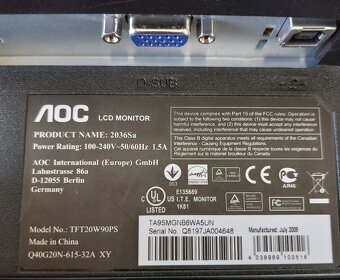 D-SUB
AOC
LCD MONITOR
PRODUCT NAME: 2036Sa
Power Rating: 100-240V~50/60Hz 1.5A
AOC International (Europe) GmbH
Lahnstrasse 86a
D-12055 Berlin
Germany
Model No.: TFT20W90PS
Made in China
Q40G20N-615-32A XY
This device complies with Part 15 of the FCC Rules. Operation is
subject to the following two conditions: (1) This device may not cause
harmful interference, and (2) this device must accept any interference
received, including interference that may cause undesired operation.
This Class B digital apparatus meets all requirements of the Canadian
Interference-Causing Equipment Regulations.
003
E135689
I.T.E. MONITOR
1K81
AR46
TA9SMGNB6WA5UN
Serial No: Q8197JA004648
Manufactured: July 2009
4 038989 100516